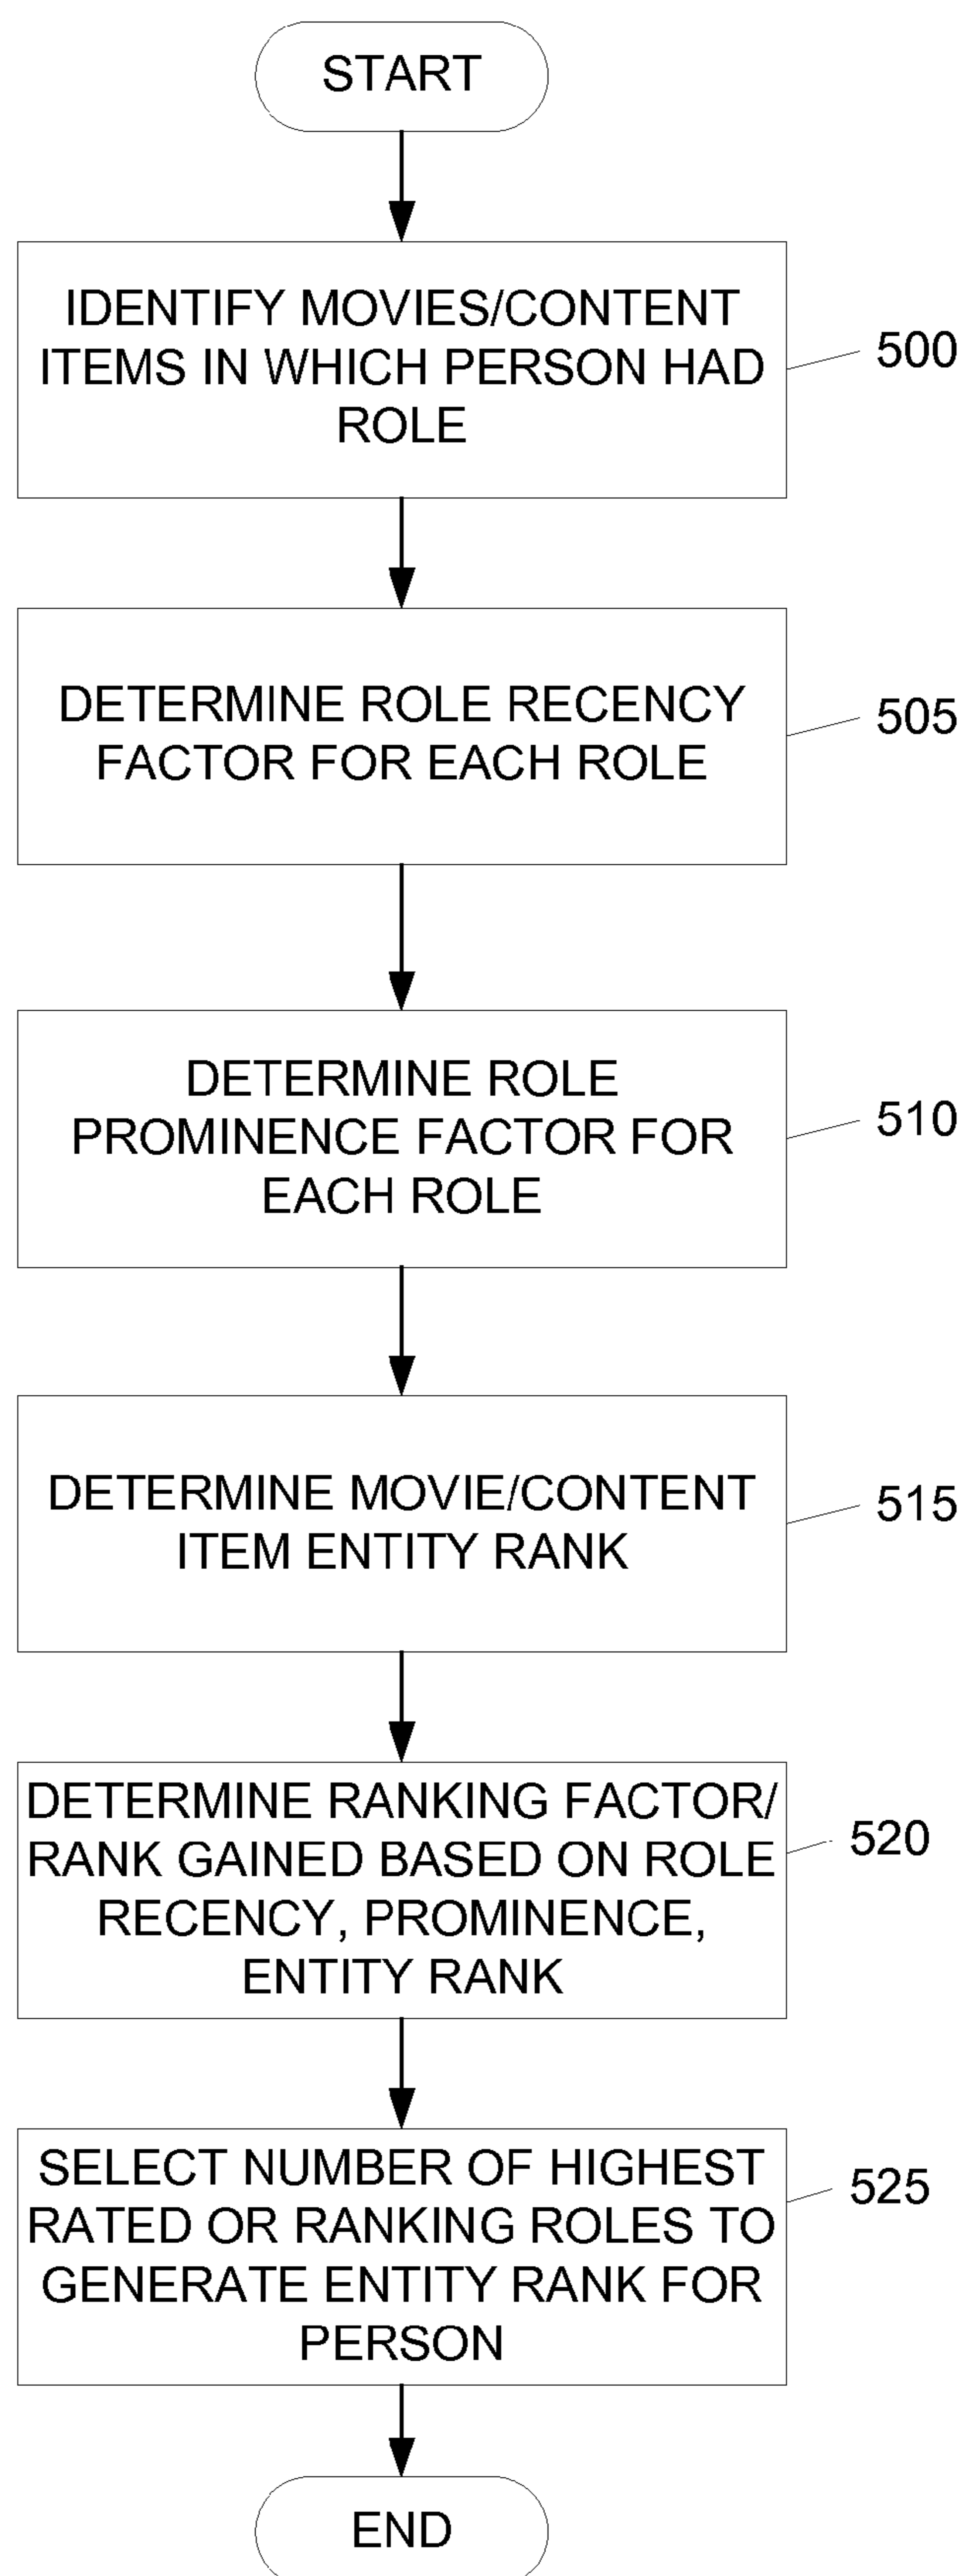 START
IDENTIFY MOVIES/CONTENT
ITEMS IN WHICH PERSON HAD
ROLE
500
DETERMINE ROLE RECENCY
FACTOR FOR EACH ROLE
505
DETERMINE ROLE
PROMINENCE FACTOR FOR
EACH ROLE
510
DETERMINE MOVIE/CONTENT
ITEM ENTITY RANK
515
DETERMINE RANKING FACTOR/
RANK GAINED BASED ON ROLE
RECENCY, PROMINENCE,
ENTITY RANK
520
SELECT NUMBER OF HIGHEST
RATED OR RANKING ROLES TO
GENERATE ENTITY RANK FOR
PERSON
525
END